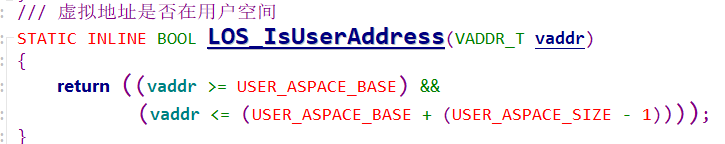 /// 虚拟地址是否在用户空间
STATIC INLINE BOOL LOS_IsUserAddress(VADDR_T vaddr)
{
return ((vaddr >= USER_ASPACE_BASE) &&
(vaddr <= (USER_ASPACE_BASE + (USER_ASPACE_SIZE - 1))));
}